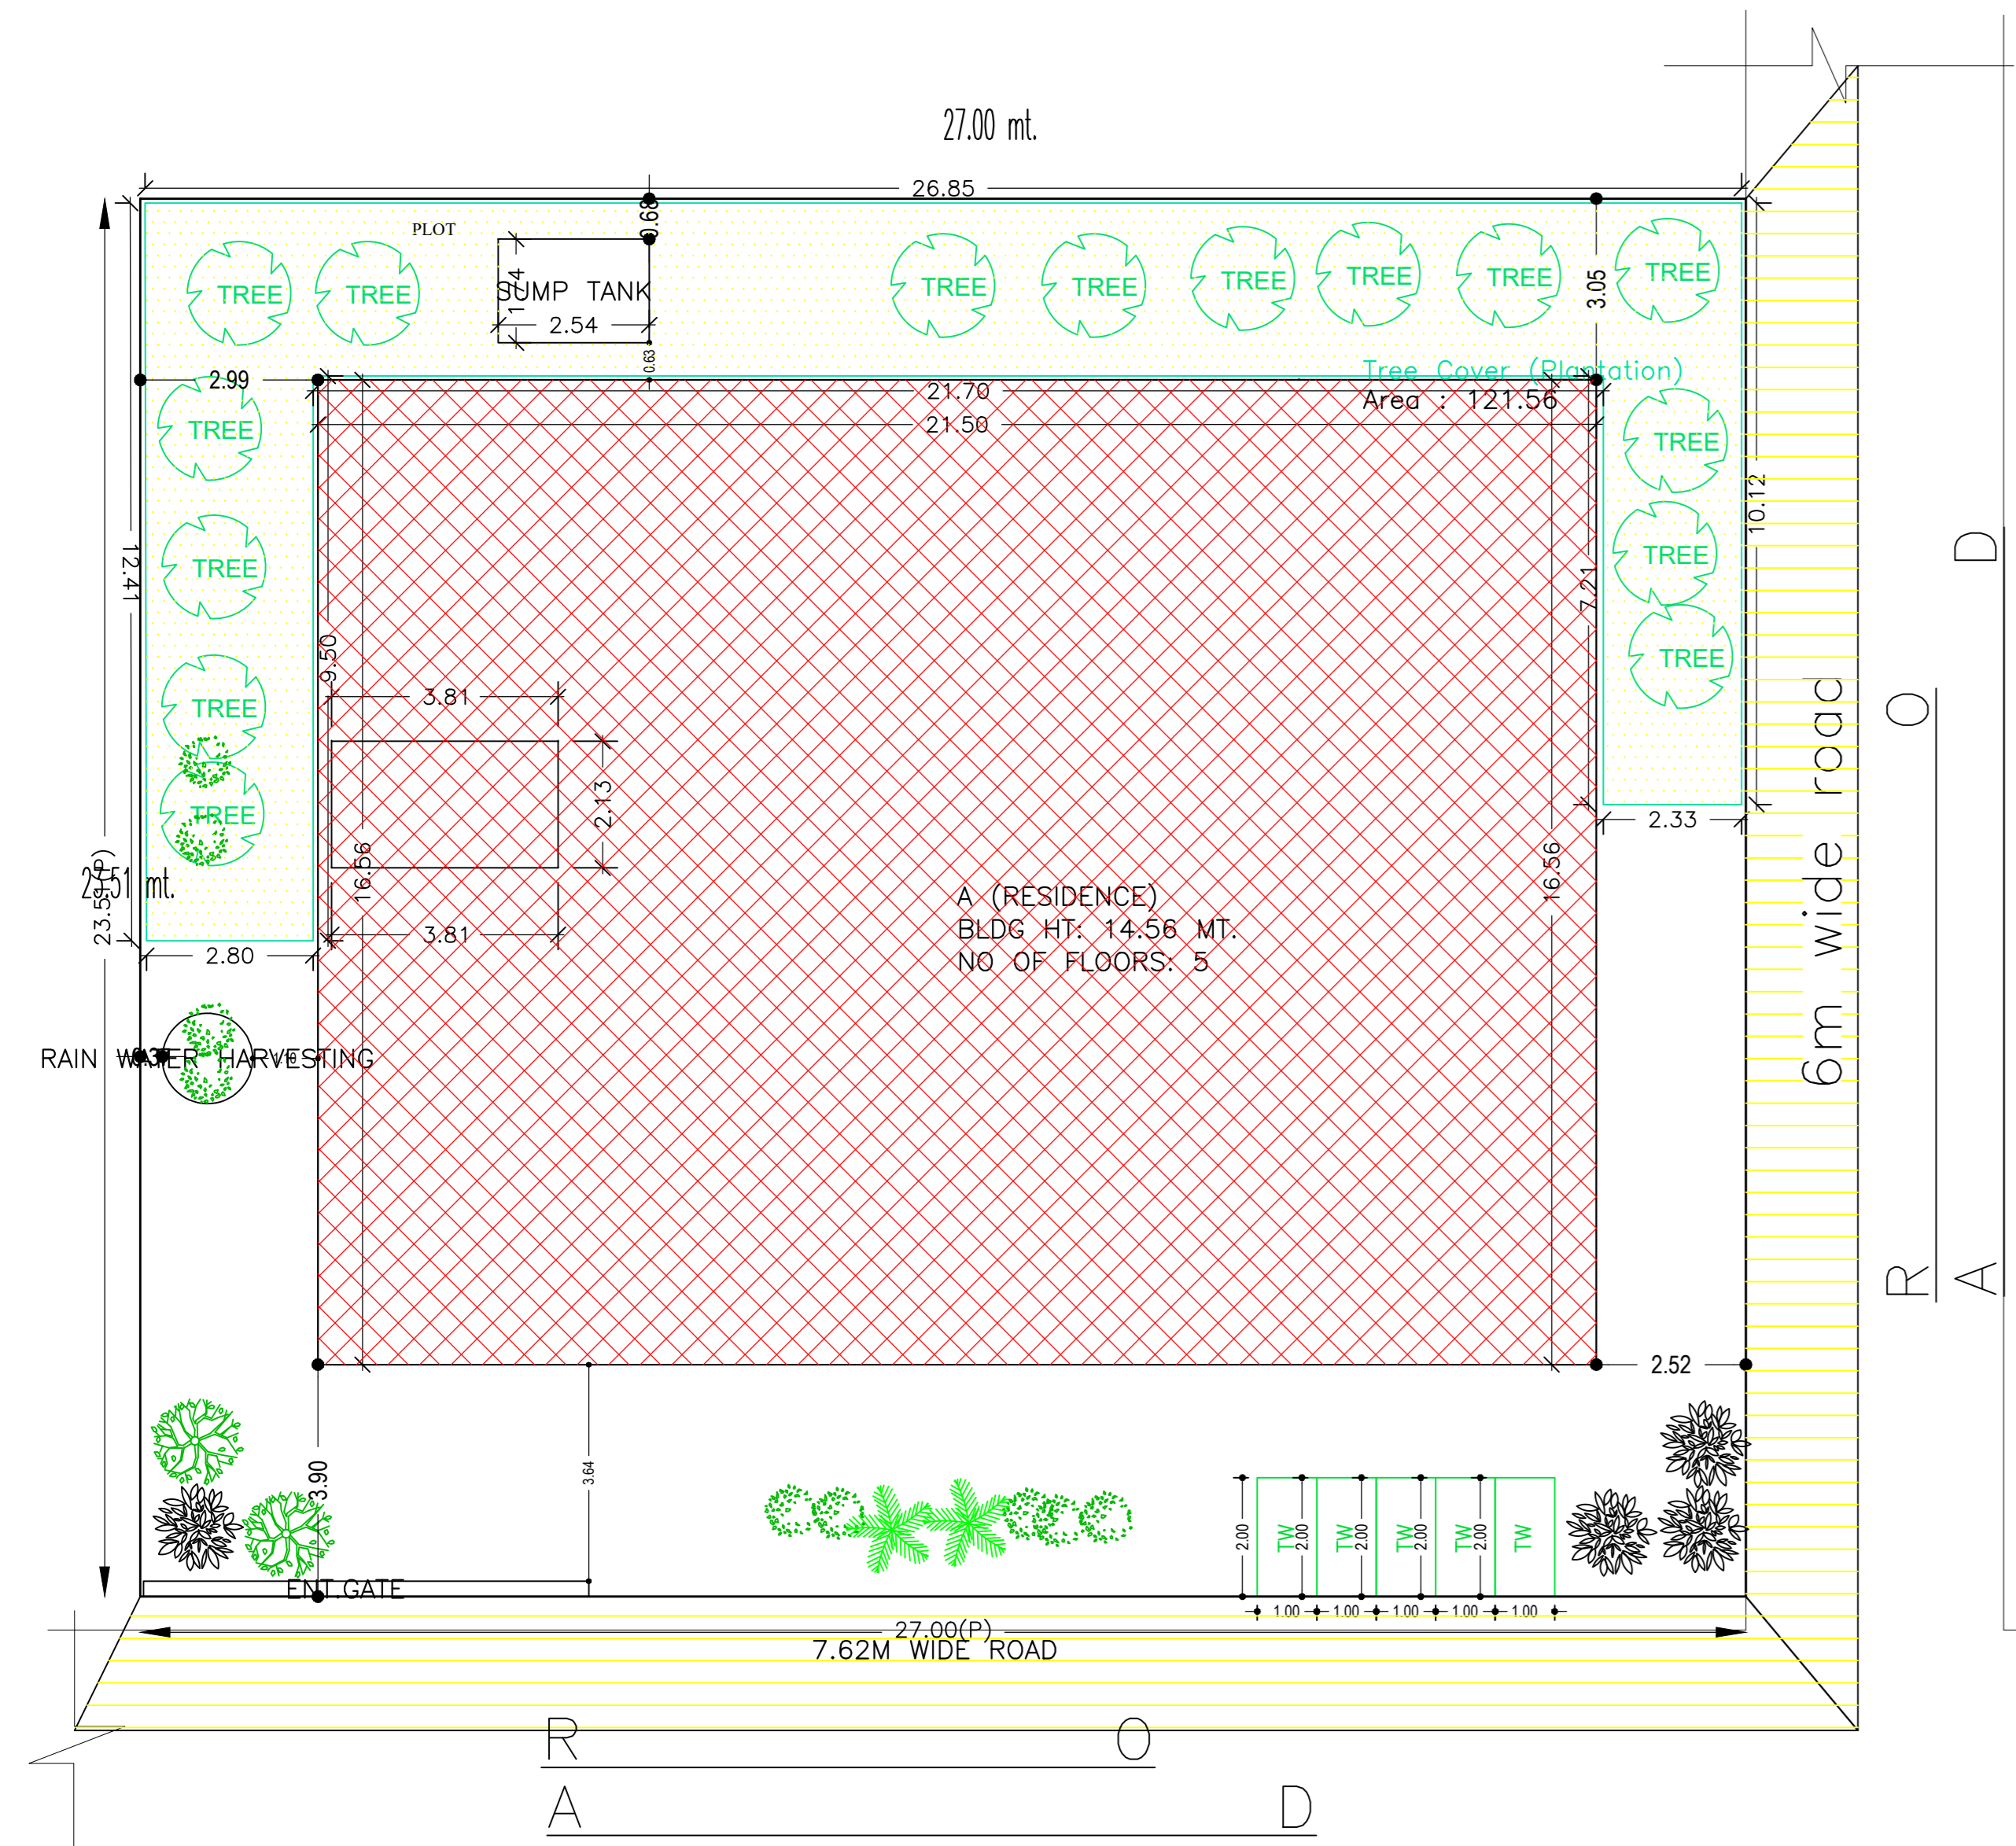 27.00 mt.
26.85
PLOT
0.68
1.74
SUMP TANK
2.54
0.63
3.05
TREE
TREE
TREE
TREE
TREE
TREE
TREE
TREE
2.99
21.70
21.50
Tree Cover (Plantation)
Area : 121.56
TREE
TREE
TREE
TREE
TREE
TREE
TREE
12.41
9.50
7.21
10.12
3.81
2.13
3.81
16.56
16.56
2.33
2.80
23.51(P)
mt.
A (RESIDENCE)
BLDG HT: 14.56 MT.
NO OF FLOORS: 5
6m wide road
R O
A D
RAIN WATER HARVESTING
1.10
2.52
3.90
3.64
2.00
TW
2.00
TW
2.00
TW
2.00
TW
2.00
TW
ENT.GATE
1.00
1.00
1.00
1.00
1.00
27.00(P)
7.62M WIDE ROAD
R O
A D